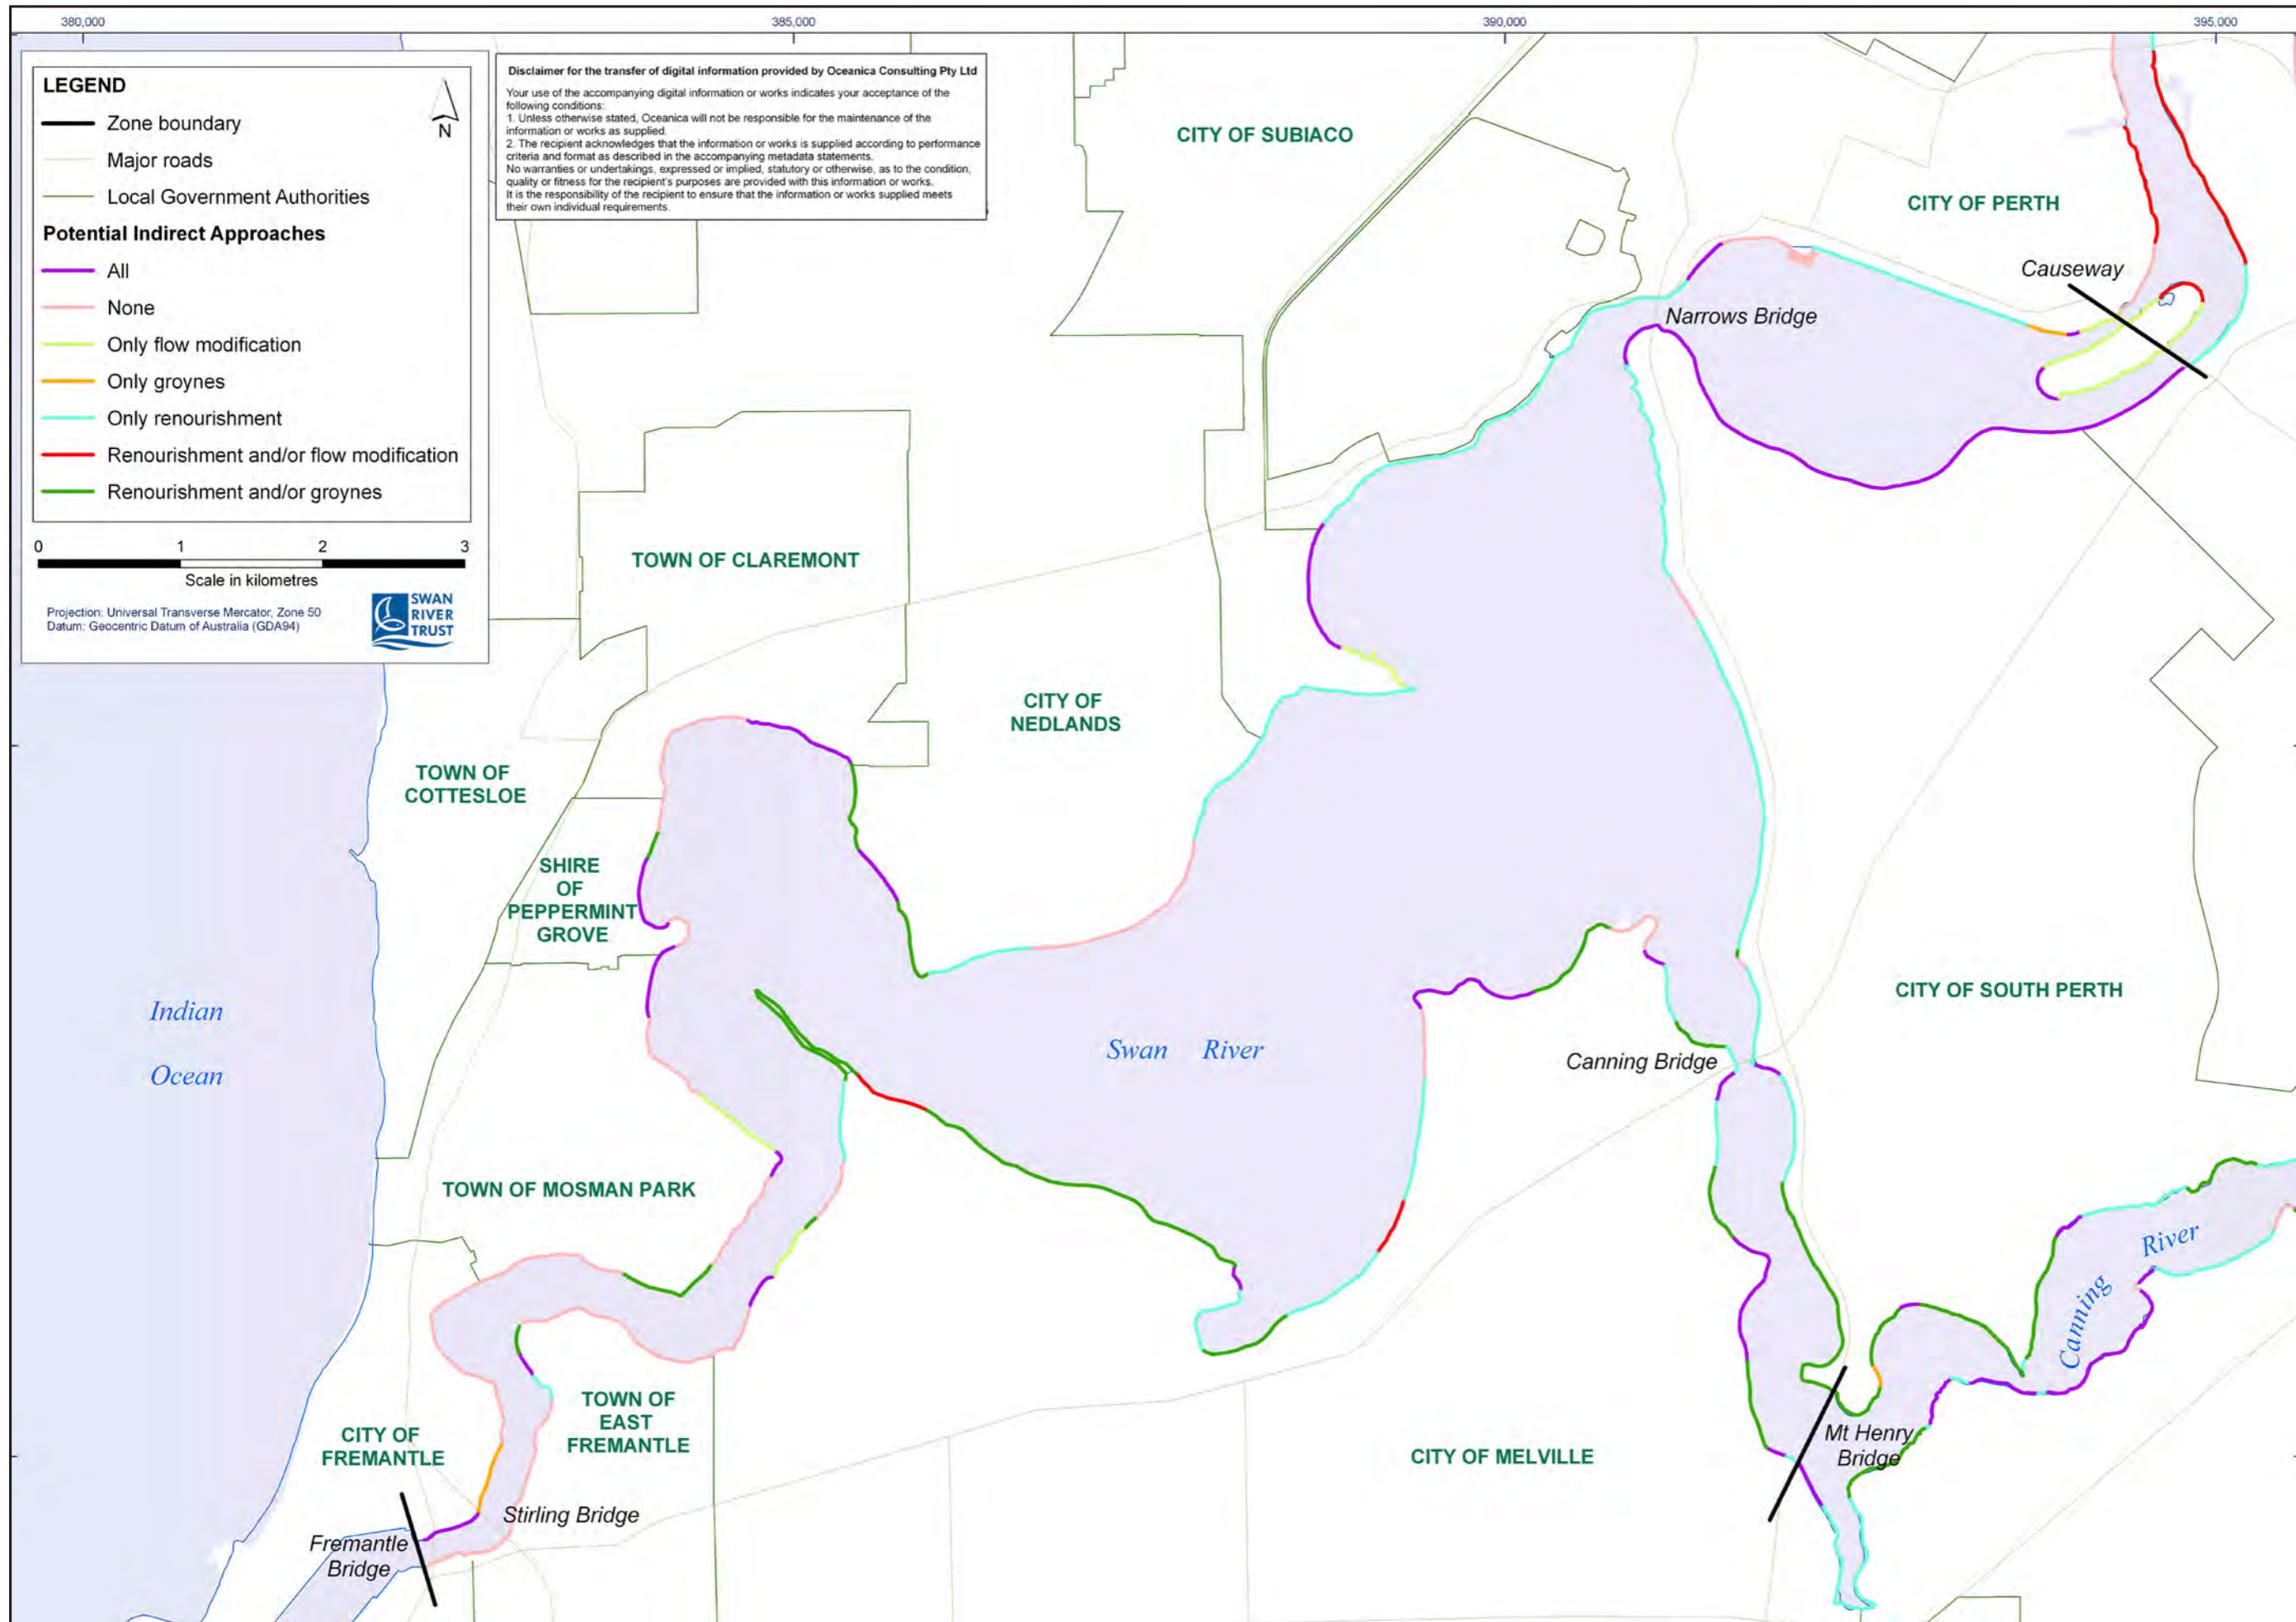 380,000
385,000
390,000
395,000
LEGEND
N
Zone boundary
Major roads
Local Government Authorities
Potential Indirect Approaches
All
None
Only flow modification
Only groynes
Only renourishment
Renourishment and/or flow modification
Renourishment and/or groynes
0 1 2 3
Scale in kilometres
Projection: Universal Transverse Mercator, Zone 50
Datum: Geocentric Datum of Australia (GDA94)
SWAN
RIVER
TRUST
Disclaimer for the transfer of digital information provided by Oceanica Consulting Pty Ltd
Your use of the accompanying digital information or works indicates your acceptance of the
following conditions:
1. Unless otherwise stated, Oceanica will not be responsible for the maintenance of the
information or works as supplied.
2. The recipient acknowledges that the information or works is supplied according to performance
criteria and format as described in the accompanying metadata statements.
No warranties or undertakings, expressed or implied, statutory or otherwise, as to the condition,
quality or fitness for the recipient's purposes are provided with this information or works.
It is the responsibility of the recipient to ensure that the information or works supplied meets
their own individual requirements.
CITY OF SUBIACO
CITY OF PERTH
Causeway
Narrows Bridge
TOWN OF CLAREMONT
CITY OF
NEDLANDS
TOWN OF
COTTESLOE
SHIRE
OF
PEPPERMINT
GROVE
Indian
Ocean
Swan River
CITY OF SOUTH PERTH
Canning Bridge
TOWN OF MOSMAN PARK
Canning
River
TOWN OF
EAST
FREMANTLE
CITY OF
FREMANTLE
CITY OF MELVILLE
Mt Henry
Bridge
Stirling Bridge
Fremantle
Bridge